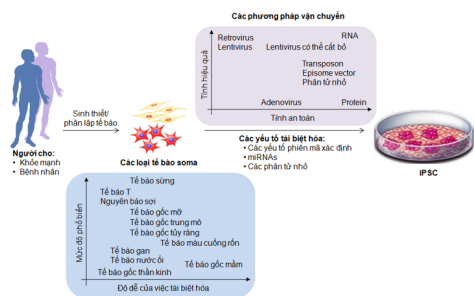 Các phương pháp vận chuyển
Retrovirus
Lentivirus
Lentivirus có thể cắt bỏ
RNA
Transposon
Episome vector
Phân tử nhỏ
Adenovirus
Protein
Tính hiệu quả
Tính an toàn
Sinh thiết/
phân lập tế bào
Người cho:
• Khỏe mạnh
• Bệnh nhân
Các loại tế bào soma
Các yếu tố tái biệt hóa:
• Các yếu tố phiên mã xác định
• miRNAs
• Các phân tử nhỏ
iPSC
Tế bào sừng
Tế bào T
Nguyên bào sợi
Tế bào gốc mỡ
Tế bào gốc trung mô
Tế bào gốc tủy răng
Tế bào máu cuống rốn
Tế bào gan
Tế bào nước ối
Tế bào gốc mầm
Tế bào gốc thần kinh
Mức độ phổ biến
Độ dễ của việc tái biệt hóa